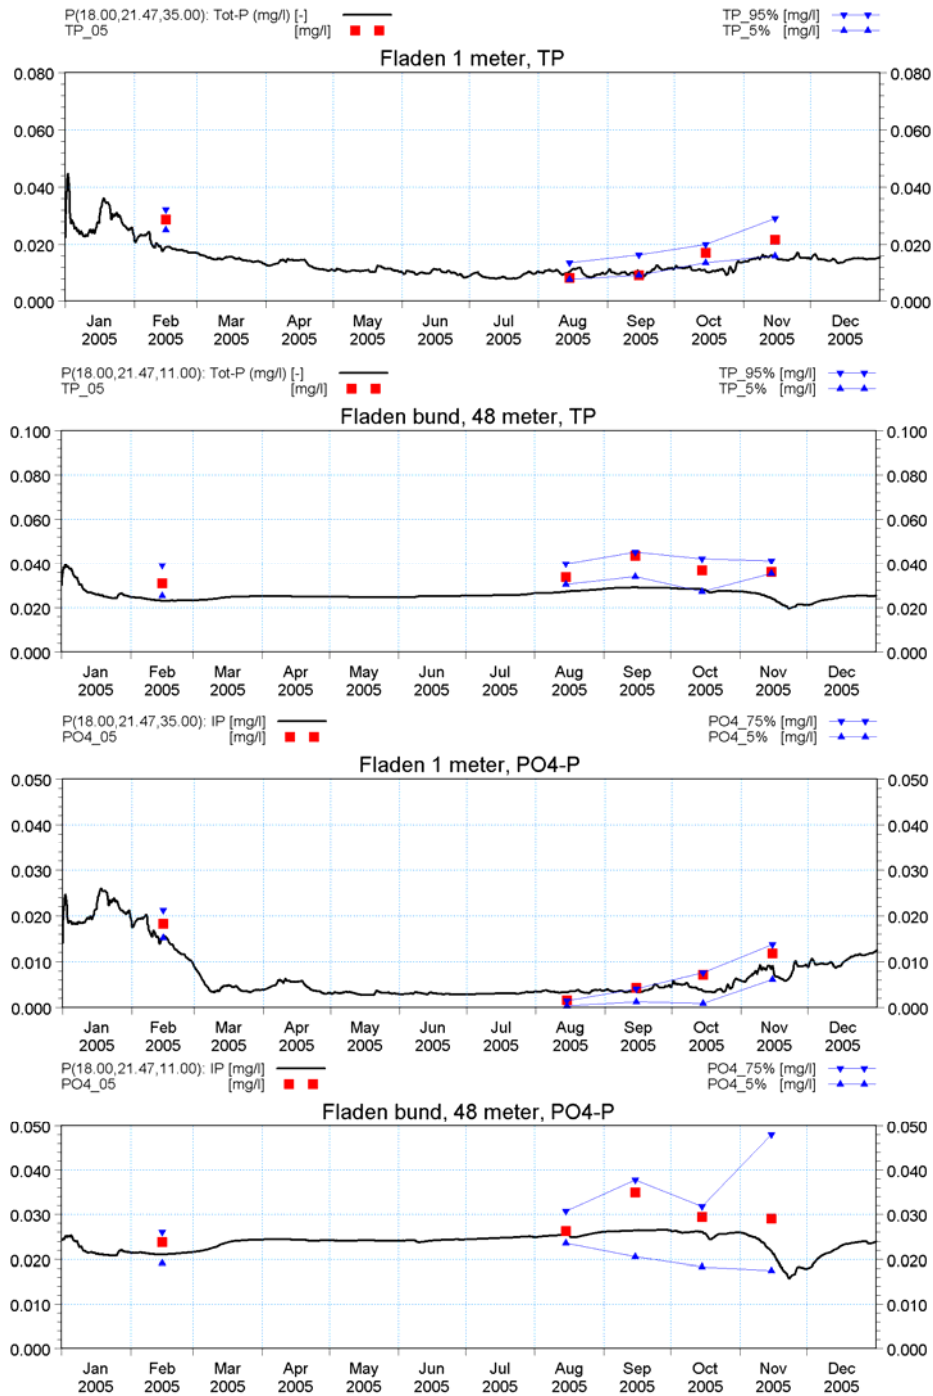 P(18.00,21.47,35.00): Tot-P (mg/l) [-]
TP_05 [mg/l]
TP_95% [mg/l]
TP_5% [mg/l]
Fladen 1 meter, TP
0.080 0.080
0.060 0.060
0.040 0.040
0.020 0.020
0.000 0.000
Jan Feb Mar Apr May Jun Jul Aug Sep Oct Nov Dec
2005 2005 2005 2005 2005 2005 2005 2005 2005 2005 2005 2005
P(18.00,21.47,11.00): Tot-P (mg/l) [-]
TP_05 [mg/l]
TP_95% [mg/l]
TP_5% [mg/l]
Fladen bund, 48 meter, TP
0.100 0.100
0.080 0.080
0.060 0.060
0.040 0.040
0.020 0.020
0.000 0.000
Jan Feb Mar Apr May Jun Jul Aug Sep Oct Nov Dec
2005 2005 2005 2005 2005 2005 2005 2005 2005 2005 2005 2005
P(18.00,21.47,35.00): IP [mg/l]
PO4_05 [mg/l]
PO4_75% [mg/l]
PO4_5% [mg/l]
Fladen 1 meter, PO4-P
0.050 0.050
0.040 0.040
0.030 0.030
0.020 0.020
0.010 0.010
0.000 0.000
Jan Feb Mar Apr May Jun Jul Aug Sep Oct Nov Dec
2005 2005 2005 2005 2005 2005 2005 2005 2005 2005 2005 2005
P(18.00,21.47,11.00): IP [mg/l]
PO4_05 [mg/l]
PO4_75% [mg/l]
PO4_5% [mg/l]
Fladen bund, 48 meter, PO4-P
0.050 0.050
0.040 0.040
0.030 0.030
0.020 0.020
0.010 0.010
0.000 0.000
Jan Feb Mar Apr May Jun Jul Aug Sep Oct Nov Dec
2005 2005 2005 2005 2005 2005 2005 2005 2005 2005 2005 2005